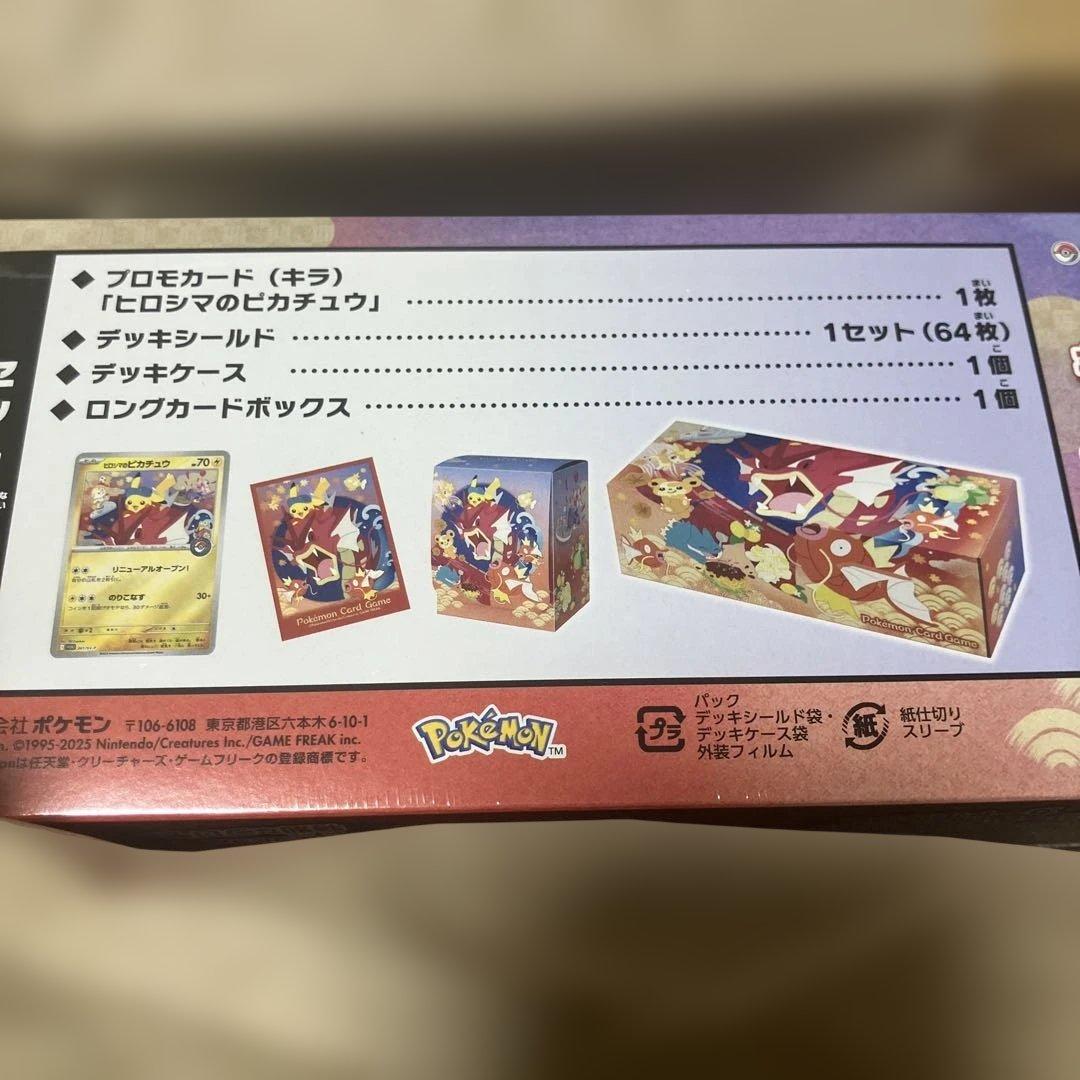 ◆ プロモカード（キラ）
「ヒロシマのピカチュウ」 1枚
まい
◆ デッキシールド 1セット（64枚）
まい
◆ デッキケース 1個
こ
◆ ロングカードボックス 1個
こ
ヒロシマのピカチュウ HP70
リニューアルオープン！
のりこなす 30+
Pokémon Card Game
Pokémon Card Game
会社 ポケモン 〒106-6108 東京都港区六本木6-10-1
©1995-2025 Nintendo/Creatures Inc./GAME FREAK inc.
は任天堂・クリーチャーズ・ゲームフリークの登録商標です。
POKÉMON TM
プラ
パック
デッキシールド袋・
デッキケース袋
外装フィルム
紙
紙仕切り
スリーブ